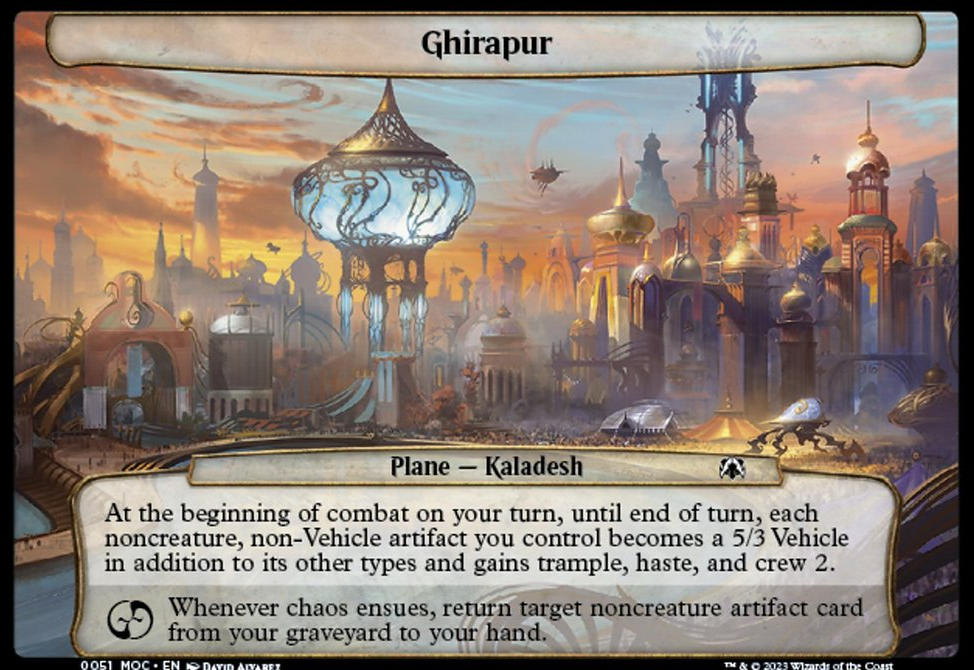 Ghirapur
Plane — Kaladesh
At the beginning of combat on your turn, until end of turn, each
noncreature, non-Vehicle artifact you control becomes a 5/3 Vehicle
in addition to its other types and gains trample, haste, and crew 2.
Whenever chaos ensues, return target noncreature artifact card
from your graveyard to your hand.
0051 MOC • EN David Alvarez
™ & © 2023 Wizards of the Coast